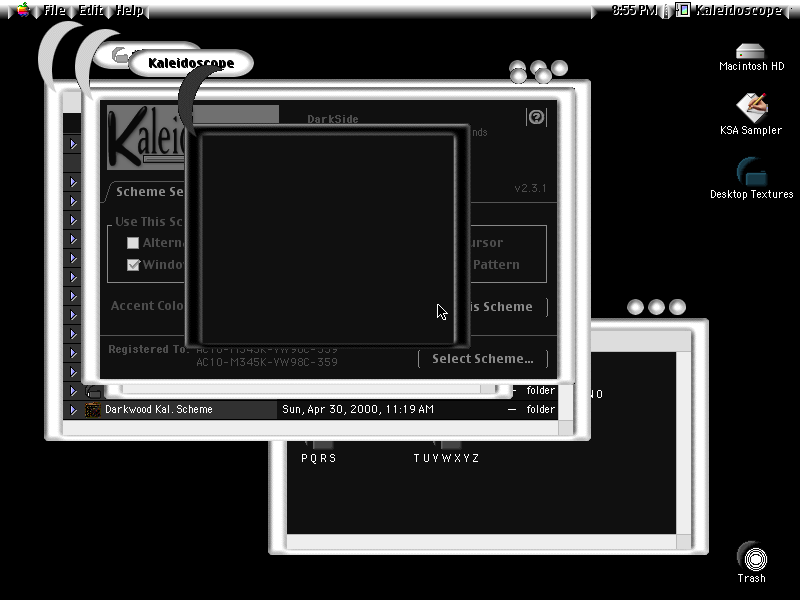 File Edit Help
8:55 PM
Kaleidoscope
Kaleidoscope
Macintosh HD
KSA Sampler
Desktop Textures
Trash
Kalei
DarkSide
nds
v2.3.1
Scheme Se
Use This Sc
Altern
Windo
ursor
Pattern
Accent Colo
is Scheme
Registered To:
AC10-M345K-VW98C-359
AC10-M345K-VW98C-359
Select Scheme...
— folder
Darkwood Kal. Scheme Sun, Apr 30, 2000, 11:19 AM — folder
NO
PQRS TUVWXYZ